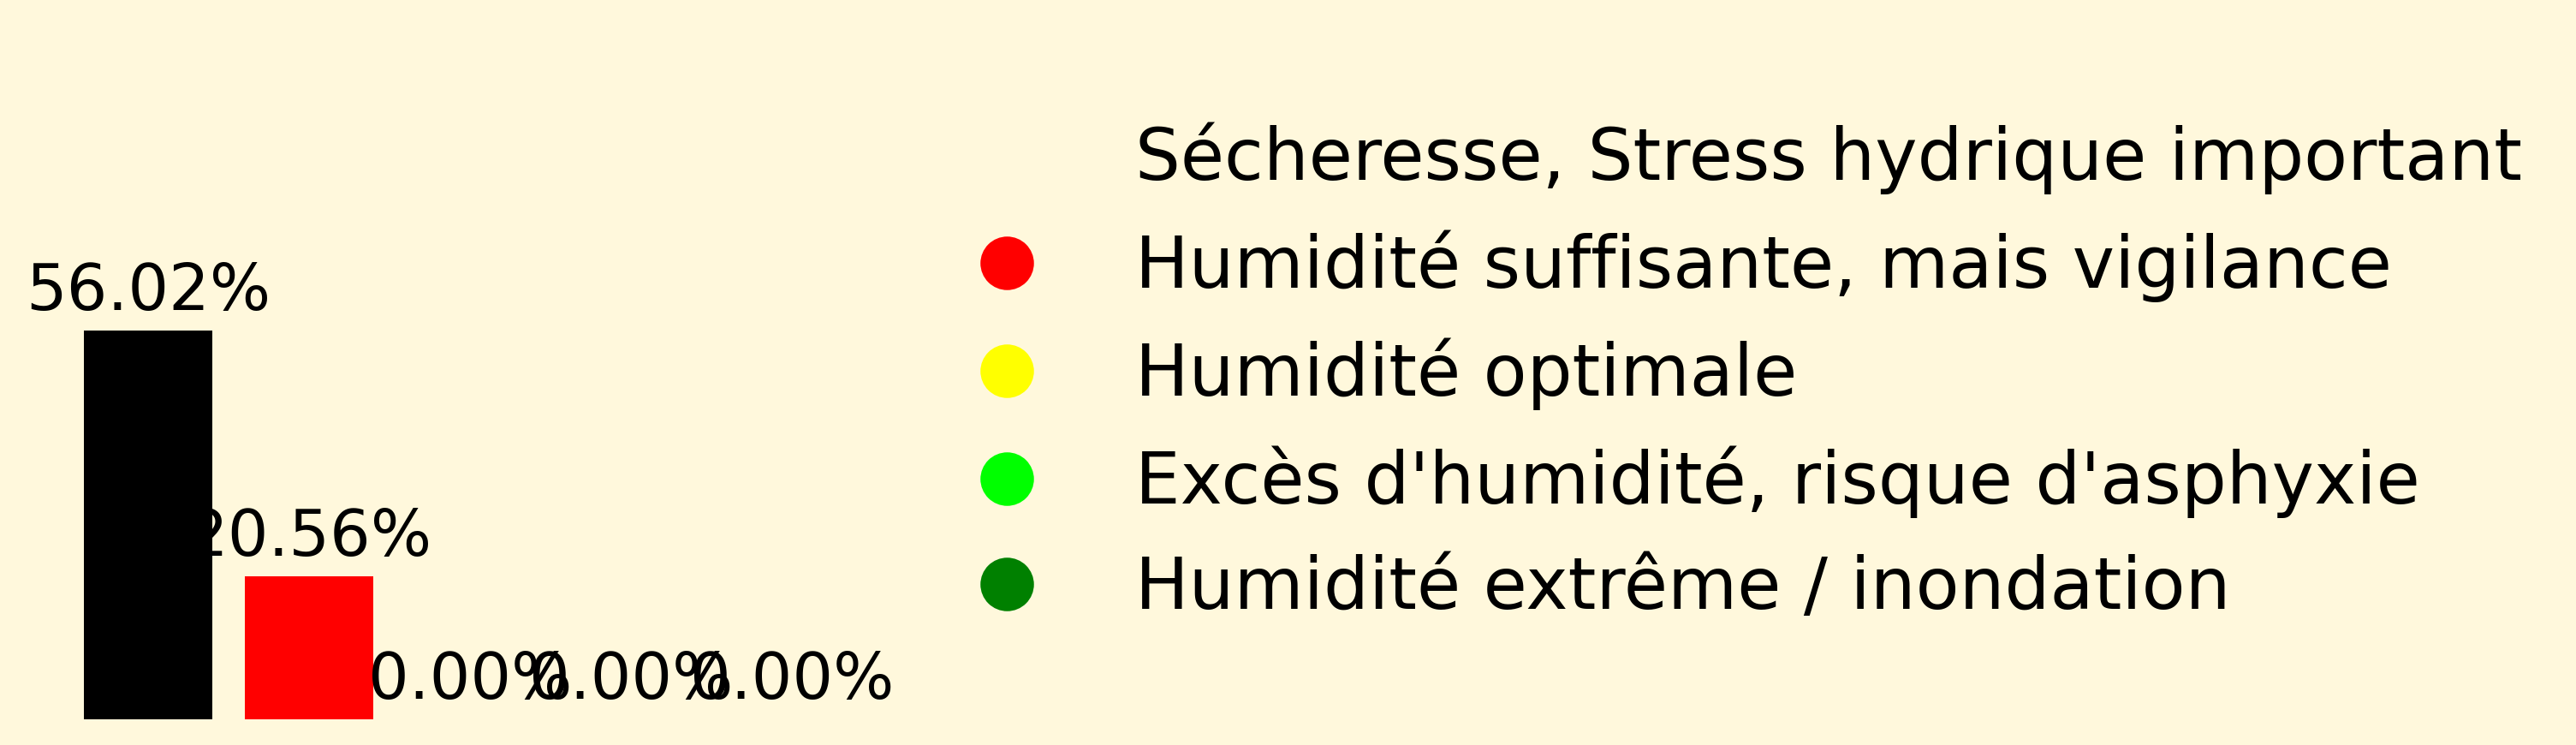 Sécheresse, Stress hydrique important
Humidité suffisante, mais vigilance
Humidité optimale
Excès d'humidité, risque d'asphyxie
Humidité extrême / inondation
56.02%
20.56%
0.00%
0.00%
0.00%